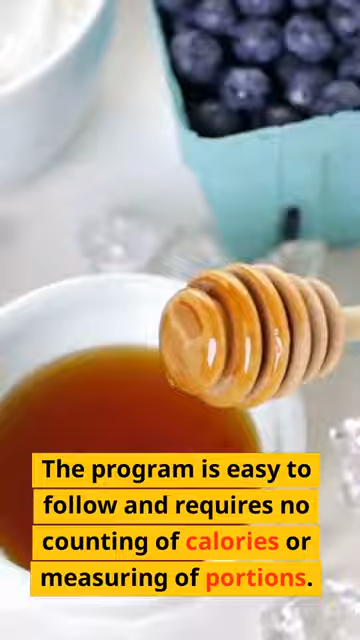 The program is easy to
follow and requires no
counting of calories or
measuring of portions.